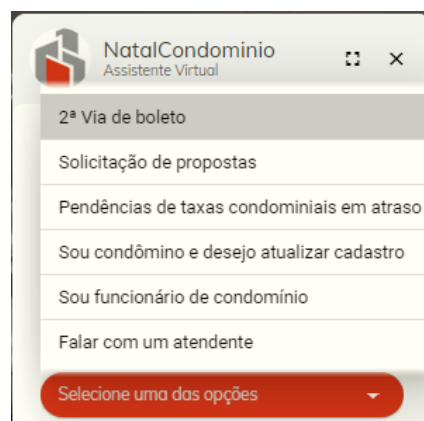 NatalCondominio
Assistente Virtual
2ª Via de boleto
Solicitação de propostas
Pendências de taxas condominiais em atraso
Sou condômino e desejo atualizar cadastro
Sou funcionário de condomínio
Falar com um atendente
Selecione uma das opções